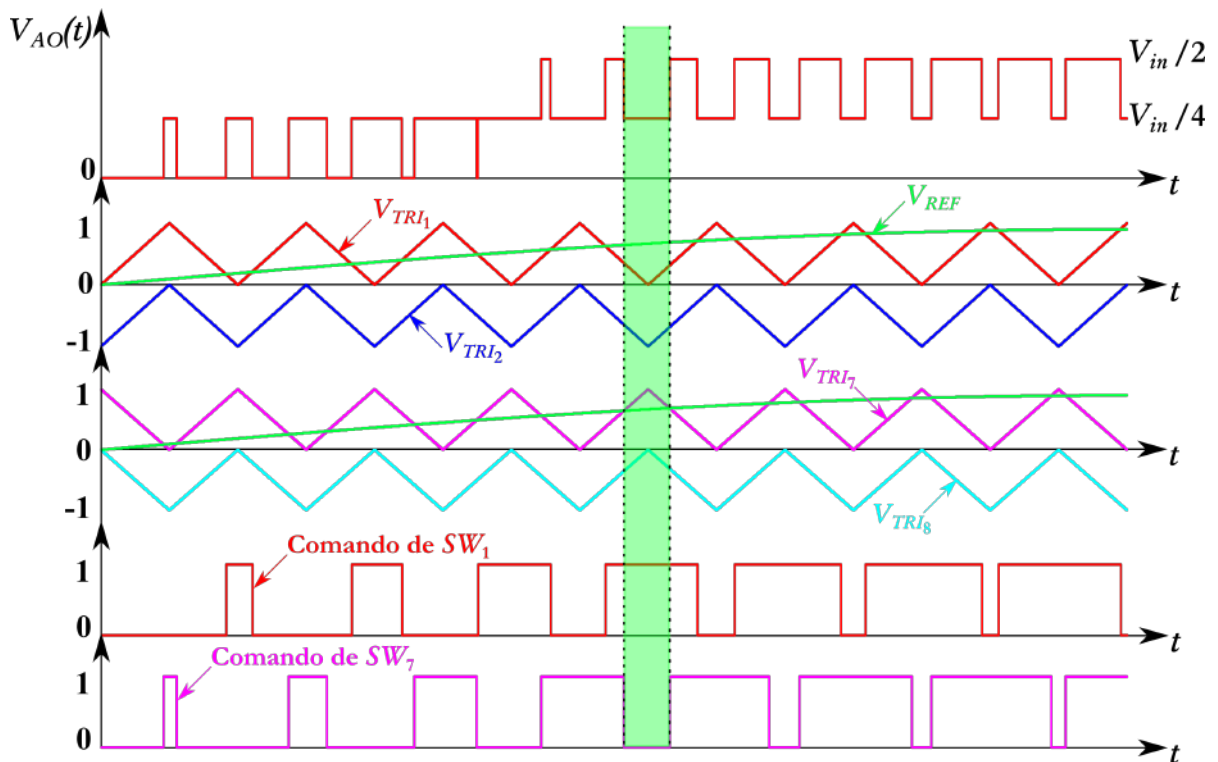 V_AO(t)
V_in /2
V_in /4
0
t
1
V_TRI1
V_REF
0
t
V_TRI2
-1
1
V_TRI7
0
t
-1
V_TRI8
Comando de SW1
1
0
t
Comando de SW7
1
0
t